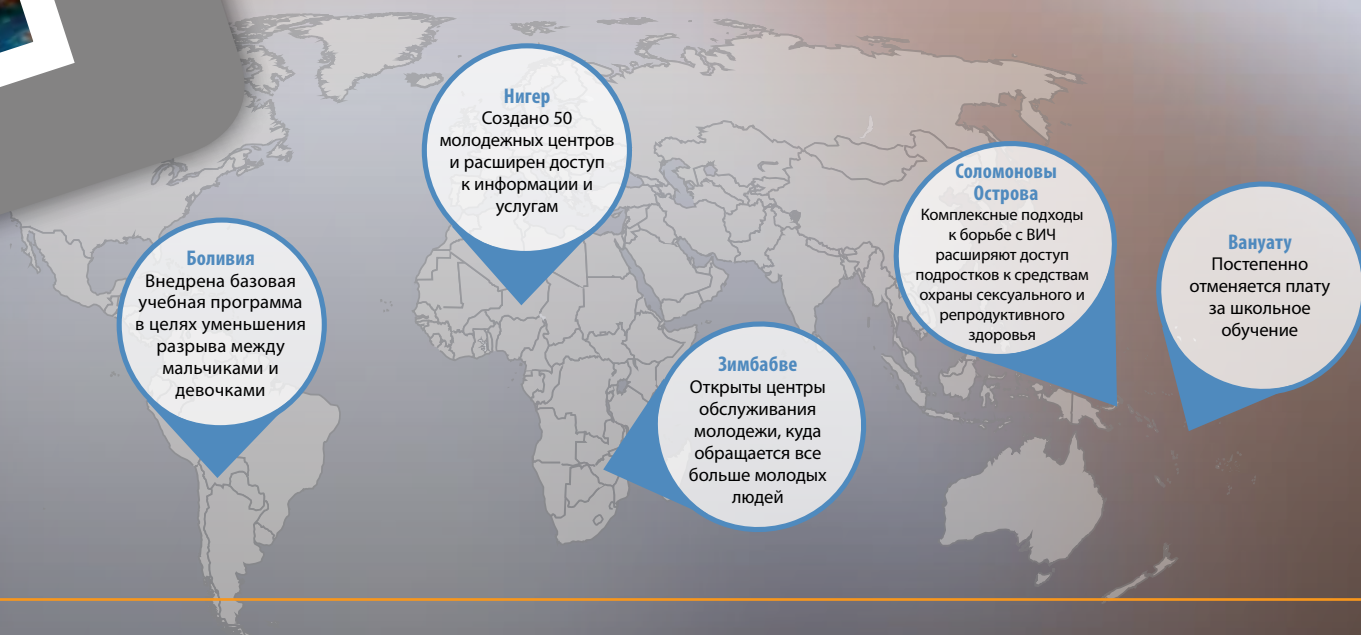 Нигер
Создано 50
молодежных центров
и расширен доступ
к информации и
услугам
Соломоновы
Острова
Комплексные подходы
к борьбе с ВИЧ
расширяют доступ
подростков к средствам
охраны сексуального и
репродуктивного
здоровья
Вануату
Постепенно
отменяется плату
за школьное
обучение
Боливия
Внедрена базовая
учебная программа
в целях уменьшения
разрыва между
мальчиками и
девочками
Зимбабве
Открыты центры
обслуживания
молодежи, куда
обращается все
больше молодых
людей